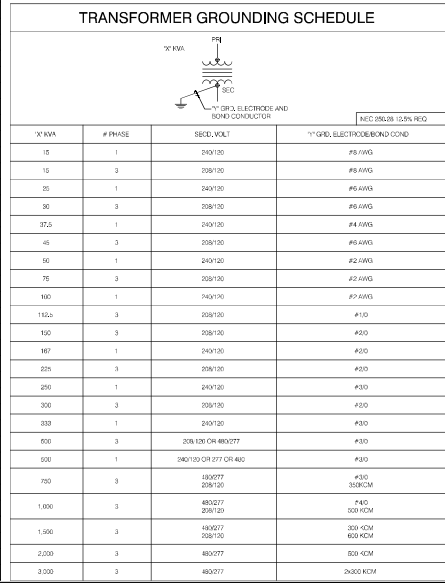 TRANSFORMER GROUNDING SCHEDULE
PRI
"X" KVA
SEC
"Y" GRD. ELECTRODE AND
BOND CONDUCTOR
NEC 250.28 12.5% REQ
"X" KVA # PHASE SECD. VOLT "Y" GRD. ELECTRODE/BOND COND
15 1 240/120 #8 AWG
15 3 208/120 #8 AWG
25 1 240/120 #6 AWG
30 3 208/120 #6 AWG
37.5 1 240/120 #4 AWG
45 3 208/120 #6 AWG
50 1 240/120 #2 AWG
75 3 208/120 #2 AWG
100 1 240/120 #2 AWG
112.5 3 208/120 #1/0
150 3 208/120 #2/0
167 1 240/120 #2/0
225 3 208/120 #2/0
250 1 240/120 #3/0
300 3 208/120 #2/0
333 1 240/120 #3/0
500 3 208/120 OR 480/277 #3/0
500 1 240/120 OR 277 OR 480 #3/0
750 3 480/277 #3/0
208/120 350KCM
1,000 3 480/277 #4/0
208/120 500 KCM
1,500 3 480/277 300 KCM
208/120 600 KCM
2,000 3 480/277 500 KCM
3,000 3 480/277 2x300 KCM